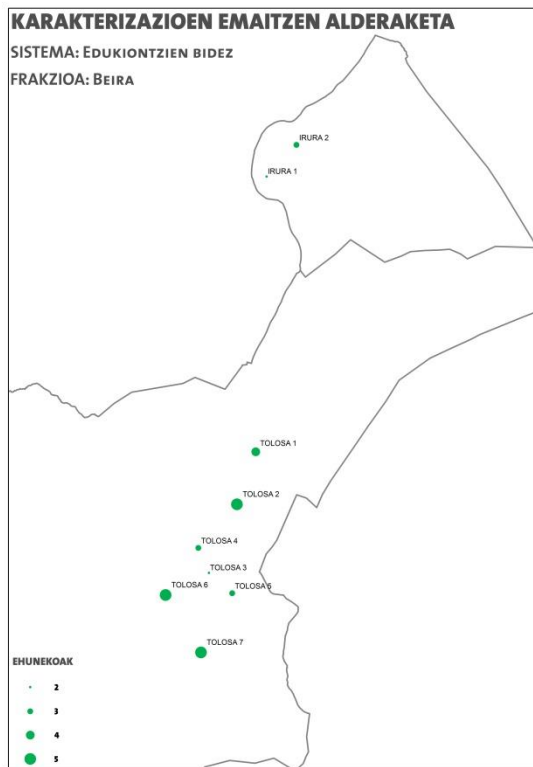 KARAKTERIZAZIOEN EMAITZEN ALDERAKETA
SISTEMA: EDUKIONTZIEN BIDEZ
FRAKZIOA: BEIRA
IRURA 2
IRURA 1
TOLOSA 1
TOLOSA 2
TOLOSA 4
TOLOSA 3
TOLOSA 6
TOLOSA 5
TOLOSA 7
EHUNEKOAK
2
3
4
5